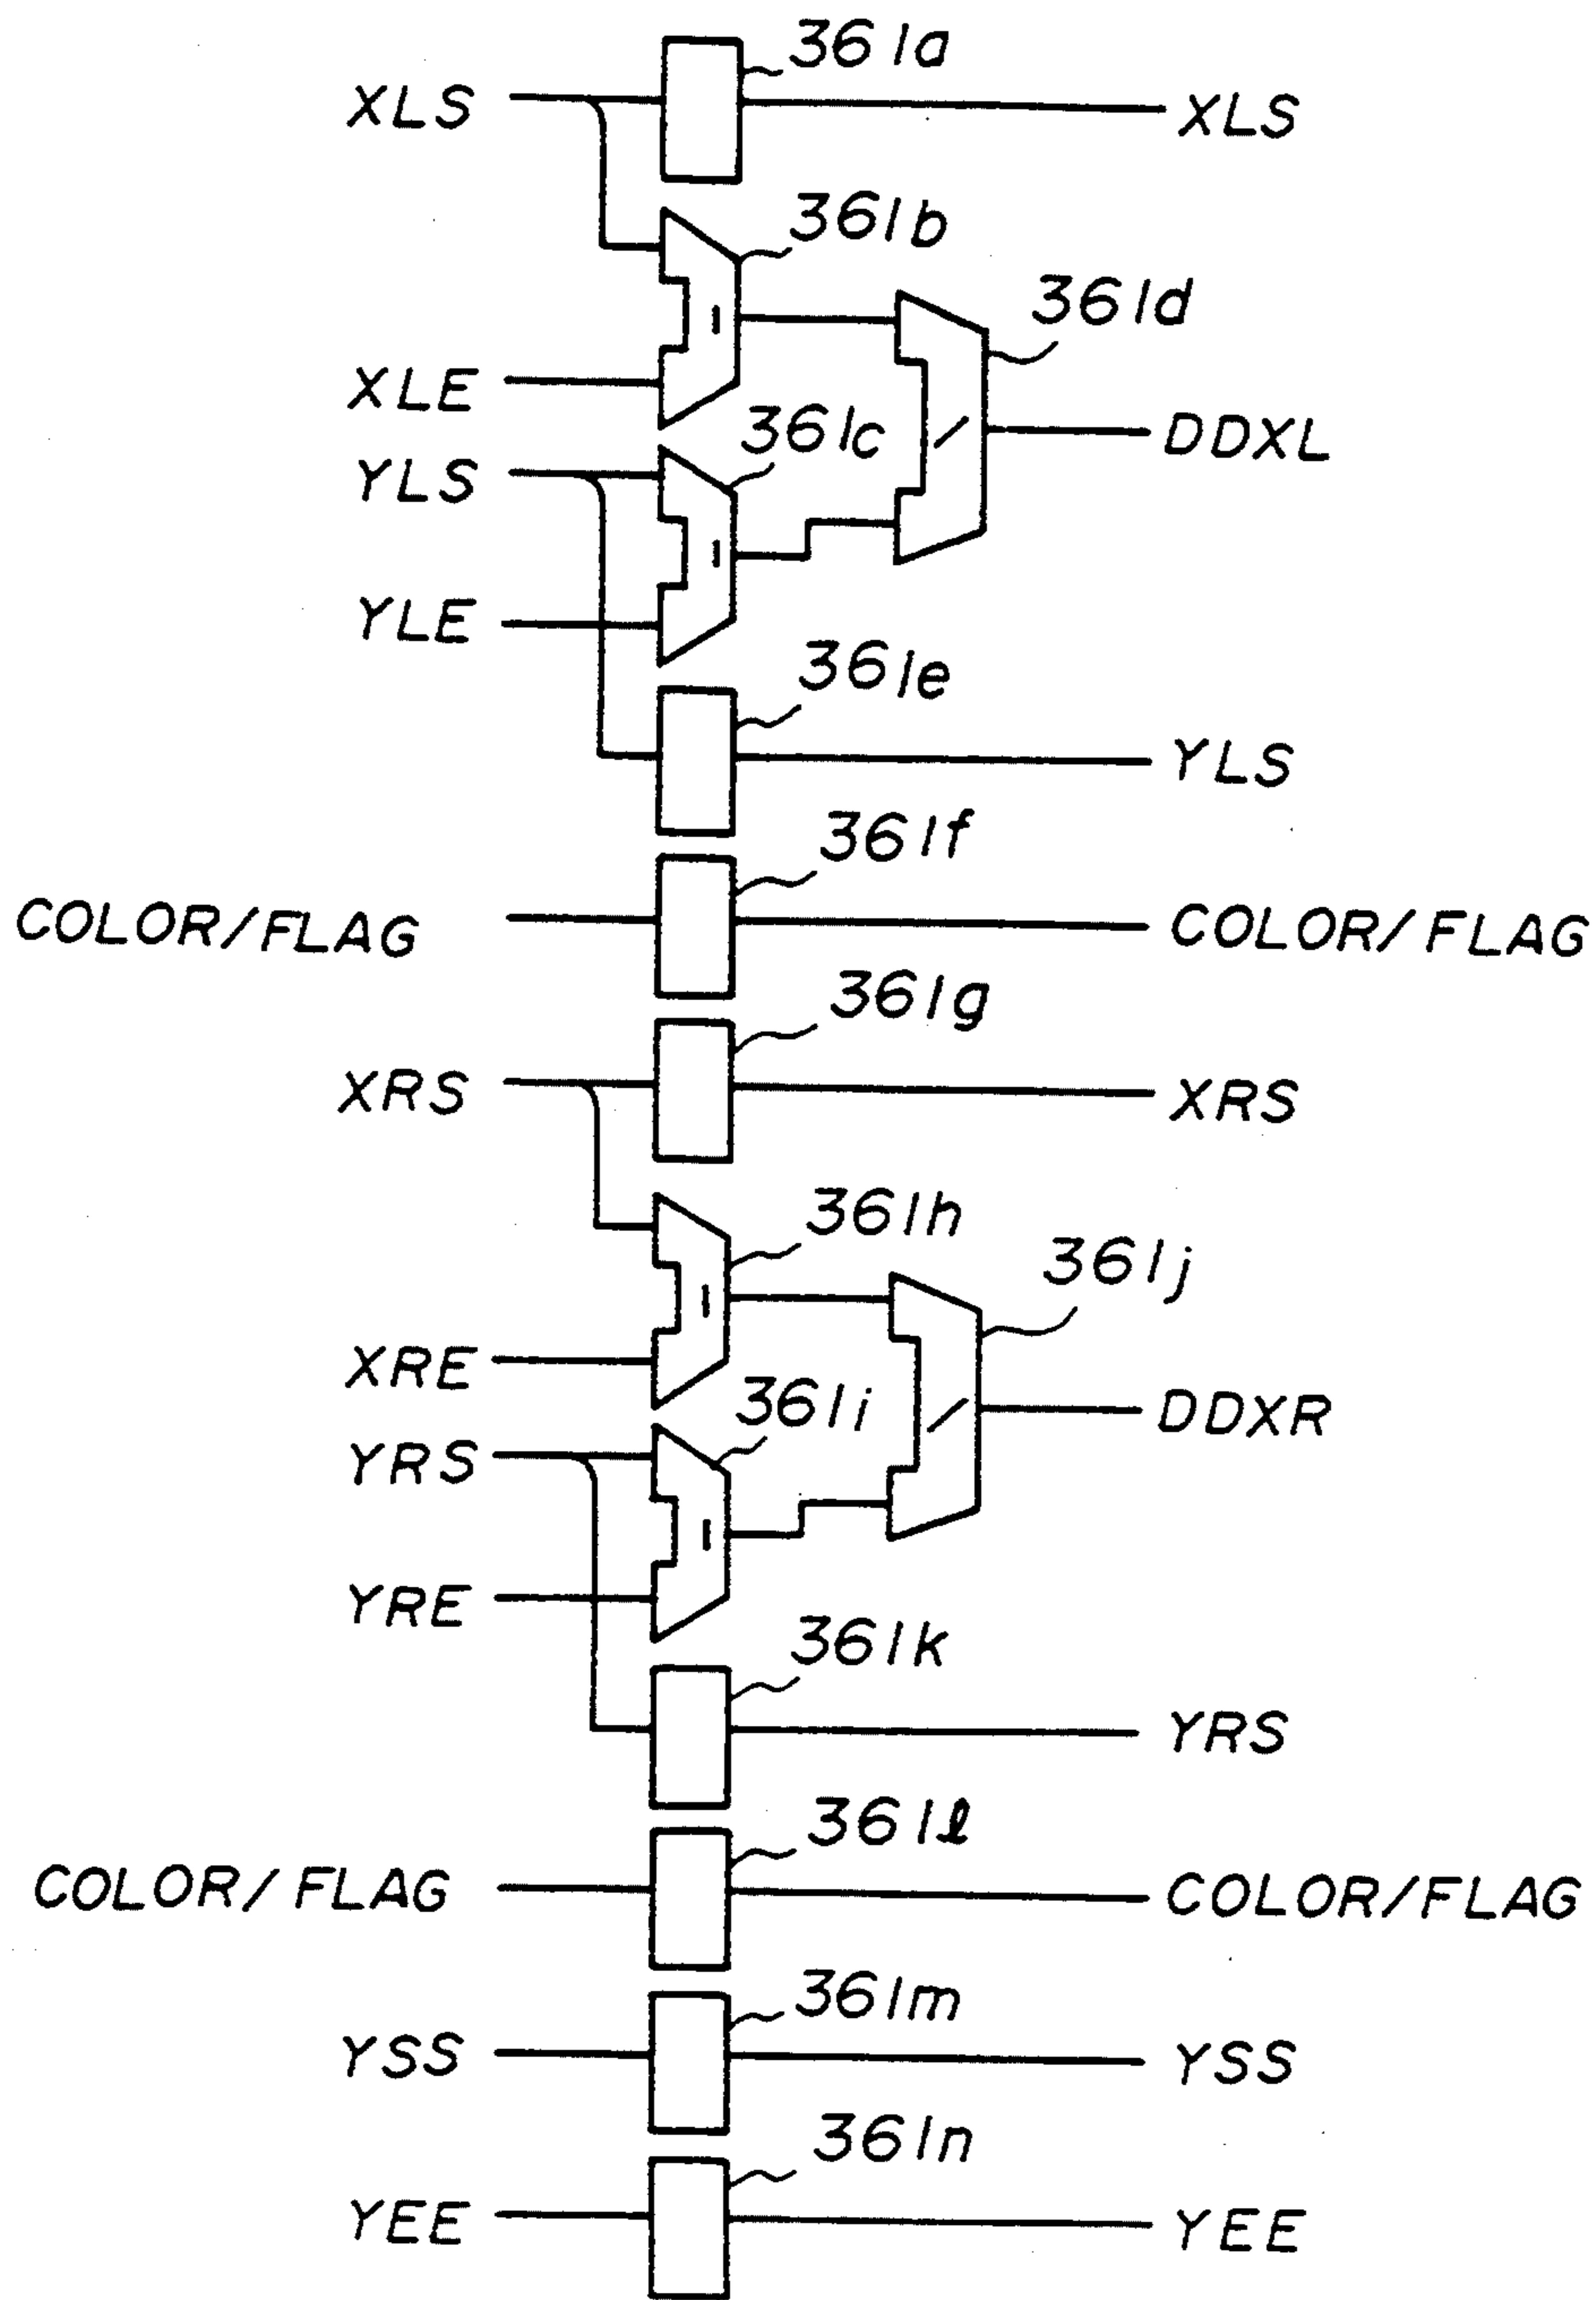 361a
XLS XLS
361b
361d
XLE
361c
DDXL
YLS
YLE
361e
YLS
361f
COLOR/FLAG COLOR/FLAG
361g
XRS XRS
361h
361j
XRE
361i
DDXR
YRS
YRE
361k
YRS
361l
COLOR/FLAG COLOR/FLAG
361m
YSS YSS
361n
YEE YEE